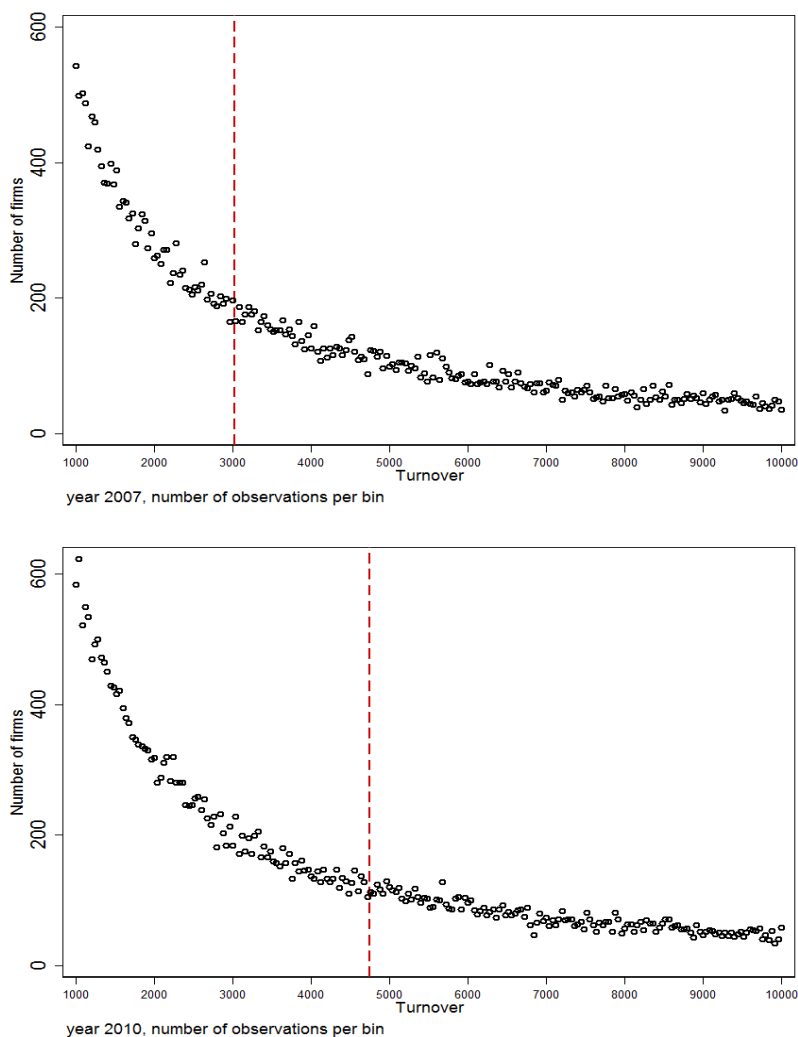 600
400
200
0
Number of firms
1000 2000 3000 4000 5000 6000 7000 8000 9000 10000
Turnover
year 2007, number of observations per bin
600
400
200
0
Number of firms
1000 2000 3000 4000 5000 6000 7000 8000 9000 10000
Turnover
year 2010, number of observations per bin